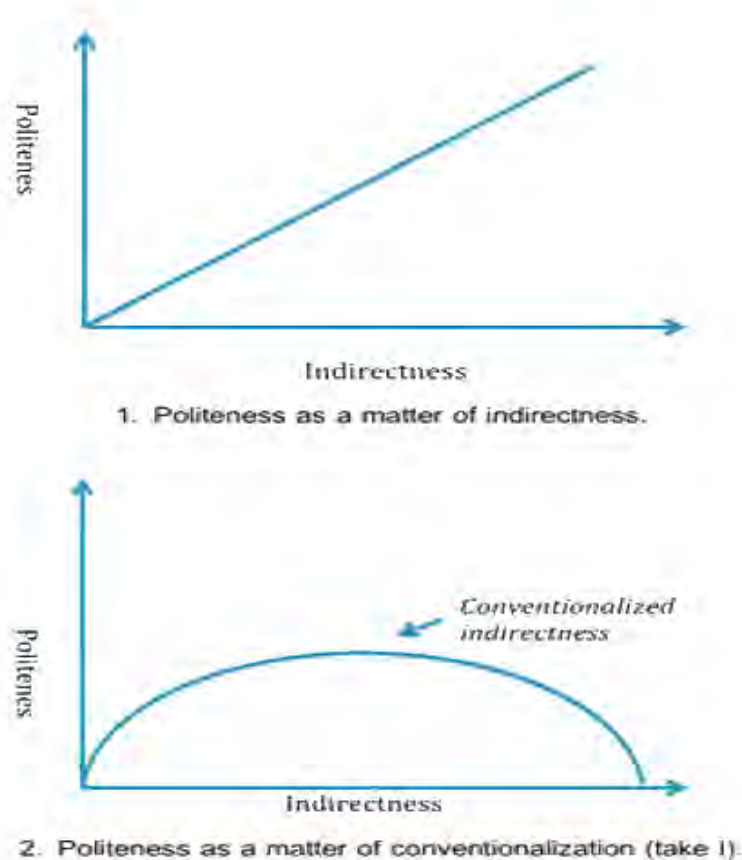 Politenes
Indirectness
1. Politeness as a matter of indirectness.
Conventionalized
indirectness
Politenes
Indirectness
2. Politeness as a matter of conventionalization (take I)